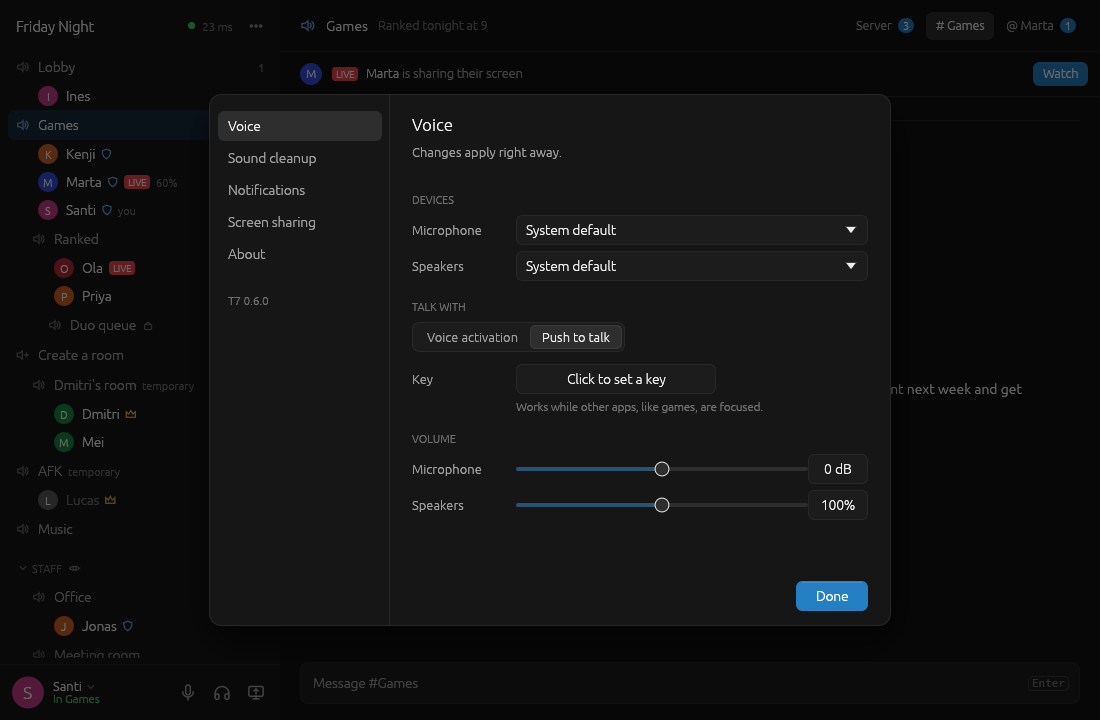 Friday Night
23 ms
Games
Ranked tonight at 9
Server 3
# Games
@ Marta 1
Lobby 1
I Ines
Games
K Kenji
M Marta LIVE 60%
S Santi you
Ranked
O Ola LIVE
P Priya
Duo queue
Create a room
Dmitri's room temporary
D Dmitri
M Mei
AFK temporary
L Lucas
Music
STAFF
Office
J Jonas
Meeting room
S Santi
In Games
M LIVE Marta is sharing their screen
Watch
Voice
Sound cleanup
Notifications
Screen sharing
About
T7 0.6.0
Voice
Changes apply right away.
DEVICES
Microphone System default
Speakers System default
TALK WITH
Voice activation Push to talk
Key Click to set a key
Works while other apps, like games, are focused.
VOLUME
Microphone 0 dB
Speakers 100%
Done
next week and get
Message #Games
Enter